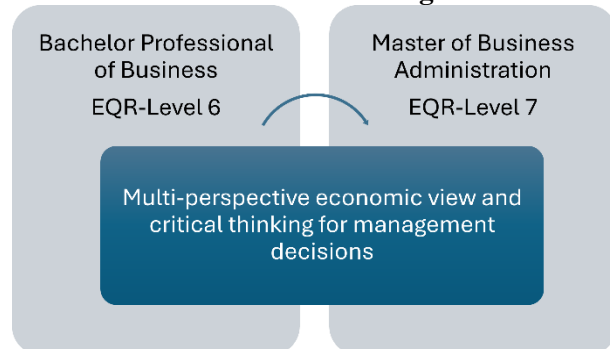 Bachelor Professional
of Business
EQR-Level 6
Master of Business
Administration
EQR-Level 7
Multi-perspective economic view and
critical thinking for management
decisions